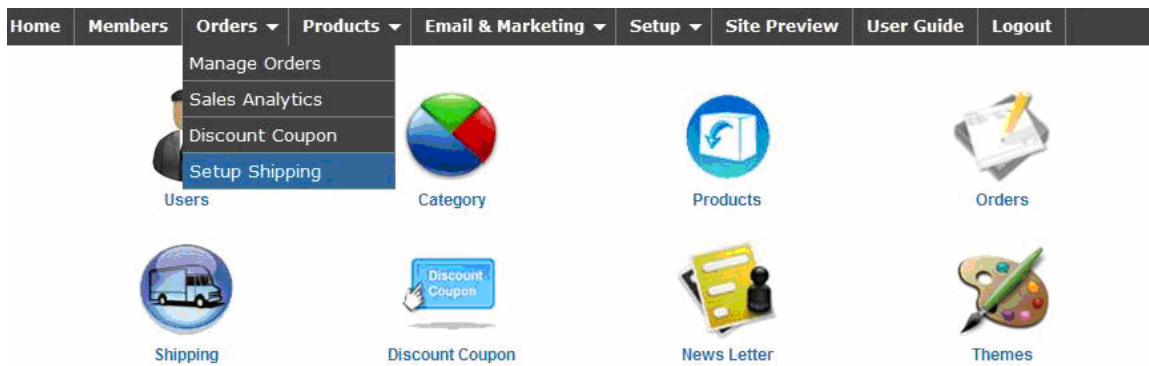 Home Members Orders Products Email & Marketing Setup Site Preview User Guide Logout
Manage Orders
Sales Analytics
Discount Coupon
Setup Shipping
Users Category Products Orders
Discount
Coupon
Shipping Discount Coupon News Letter Themes